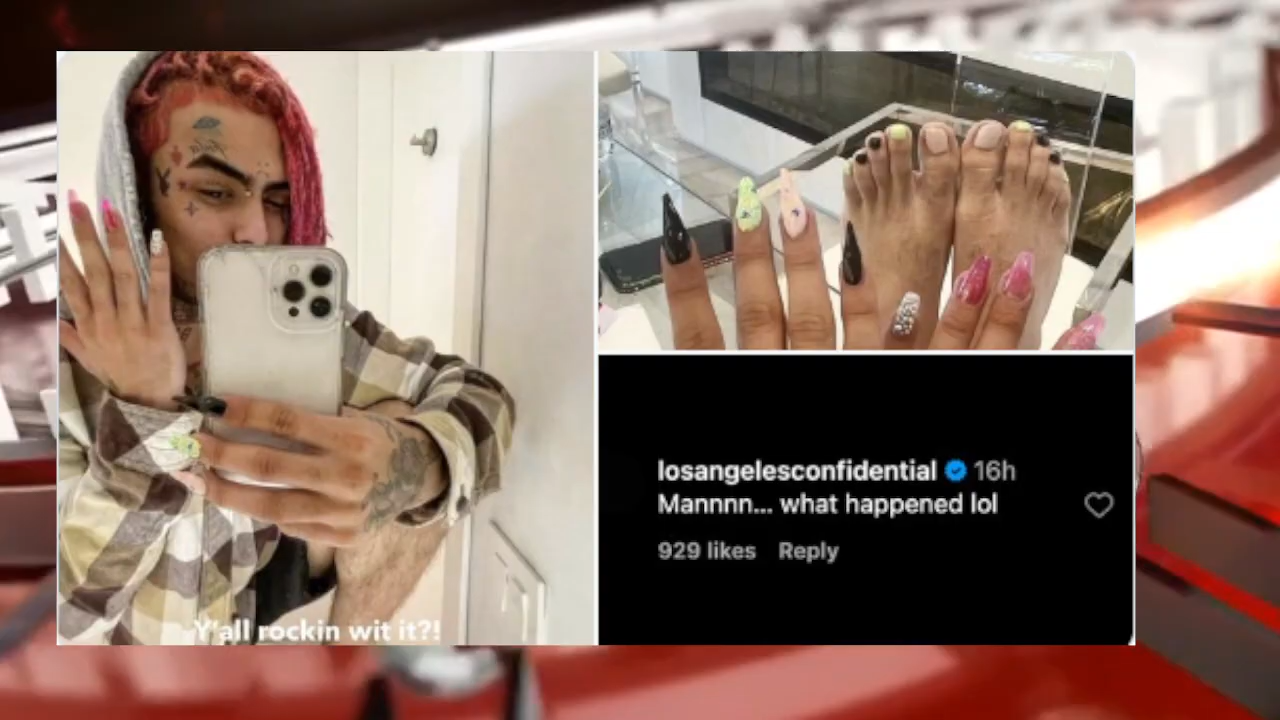 Y'all rockin wit it?!
losangelesconfidential 16h
Mannnn... what happened lol
929 likes Reply